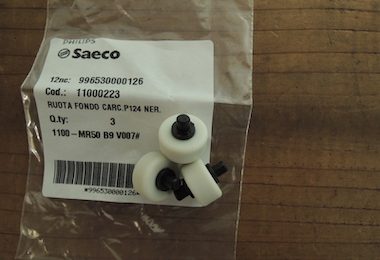 PHILIPS
Saeco
12nc: 996530000126
Cod.: 11000223
RUOTA FONDO CARC.P124 NER.
Q.ty: 3
1100-MR50 B9 V007#
*996530000126*